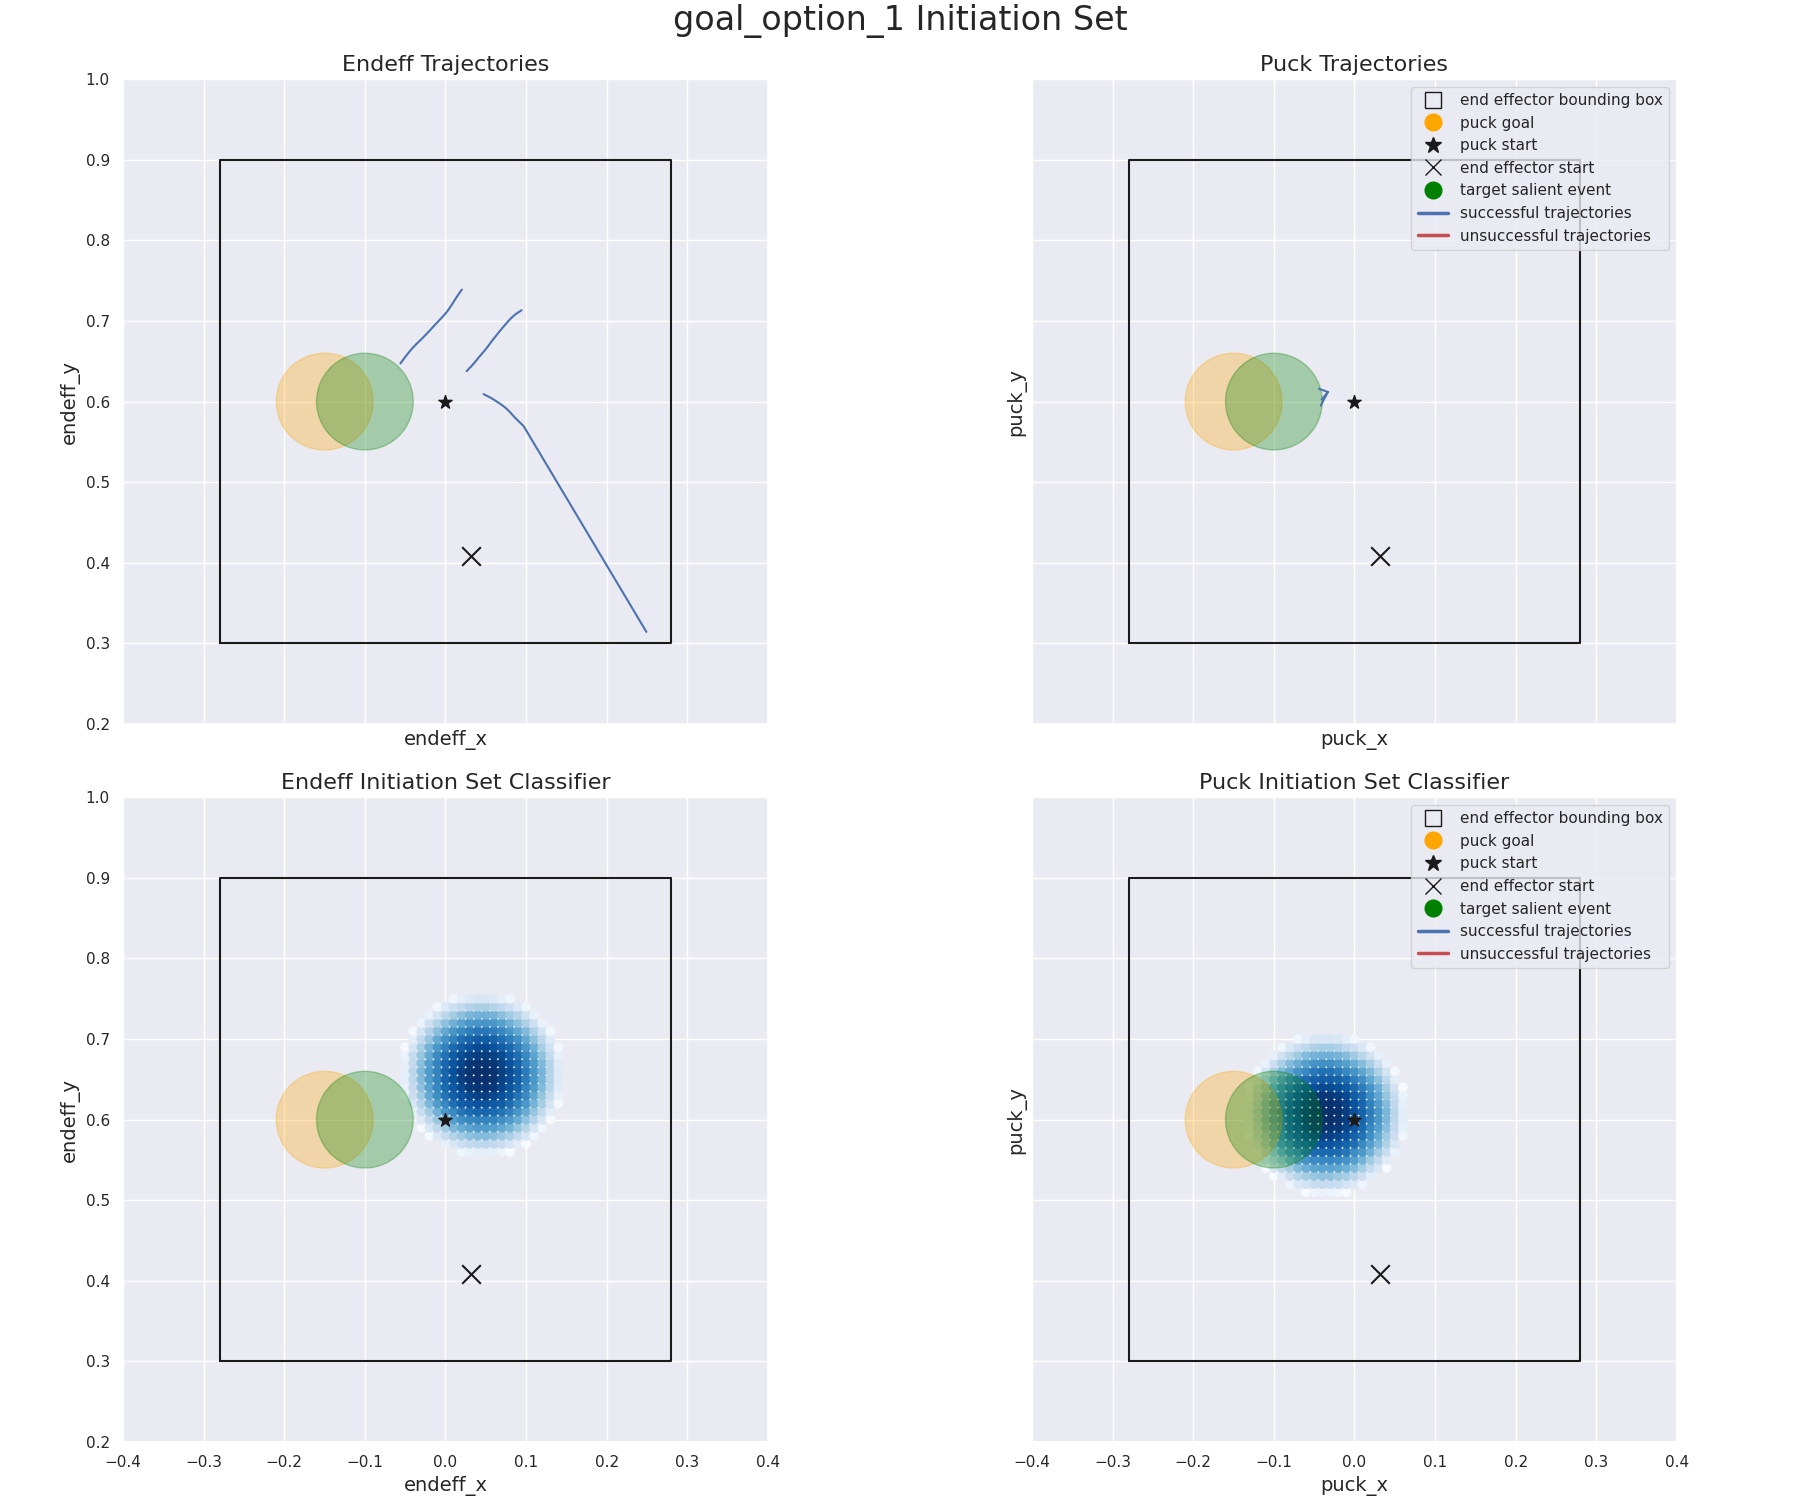 goal_option_1 Initiation Set
Endeff Trajectories
1.0
0.9
0.8
0.7
0.6
0.5
0.4
0.3
0.2
endeff_y
endeff_x
Puck Trajectories
end effector bounding box
puck goal
puck start
end effector start
target salient event
successful trajectories
unsuccessful trajectories
puck_y
puck_x
Endeff Initiation Set Classifier
1.0
0.9
0.8
0.7
0.6
0.5
0.4
0.3
0.2
endeff_y
−0.4 −0.3 −0.2 −0.1 0.0 0.1 0.2 0.3 0.4
endeff_x
Puck Initiation Set Classifier
end effector bounding box
puck goal
puck start
end effector start
target salient event
successful trajectories
unsuccessful trajectories
puck_y
−0.4 −0.3 −0.2 −0.1 0.0 0.1 0.2 0.3 0.4
puck_x